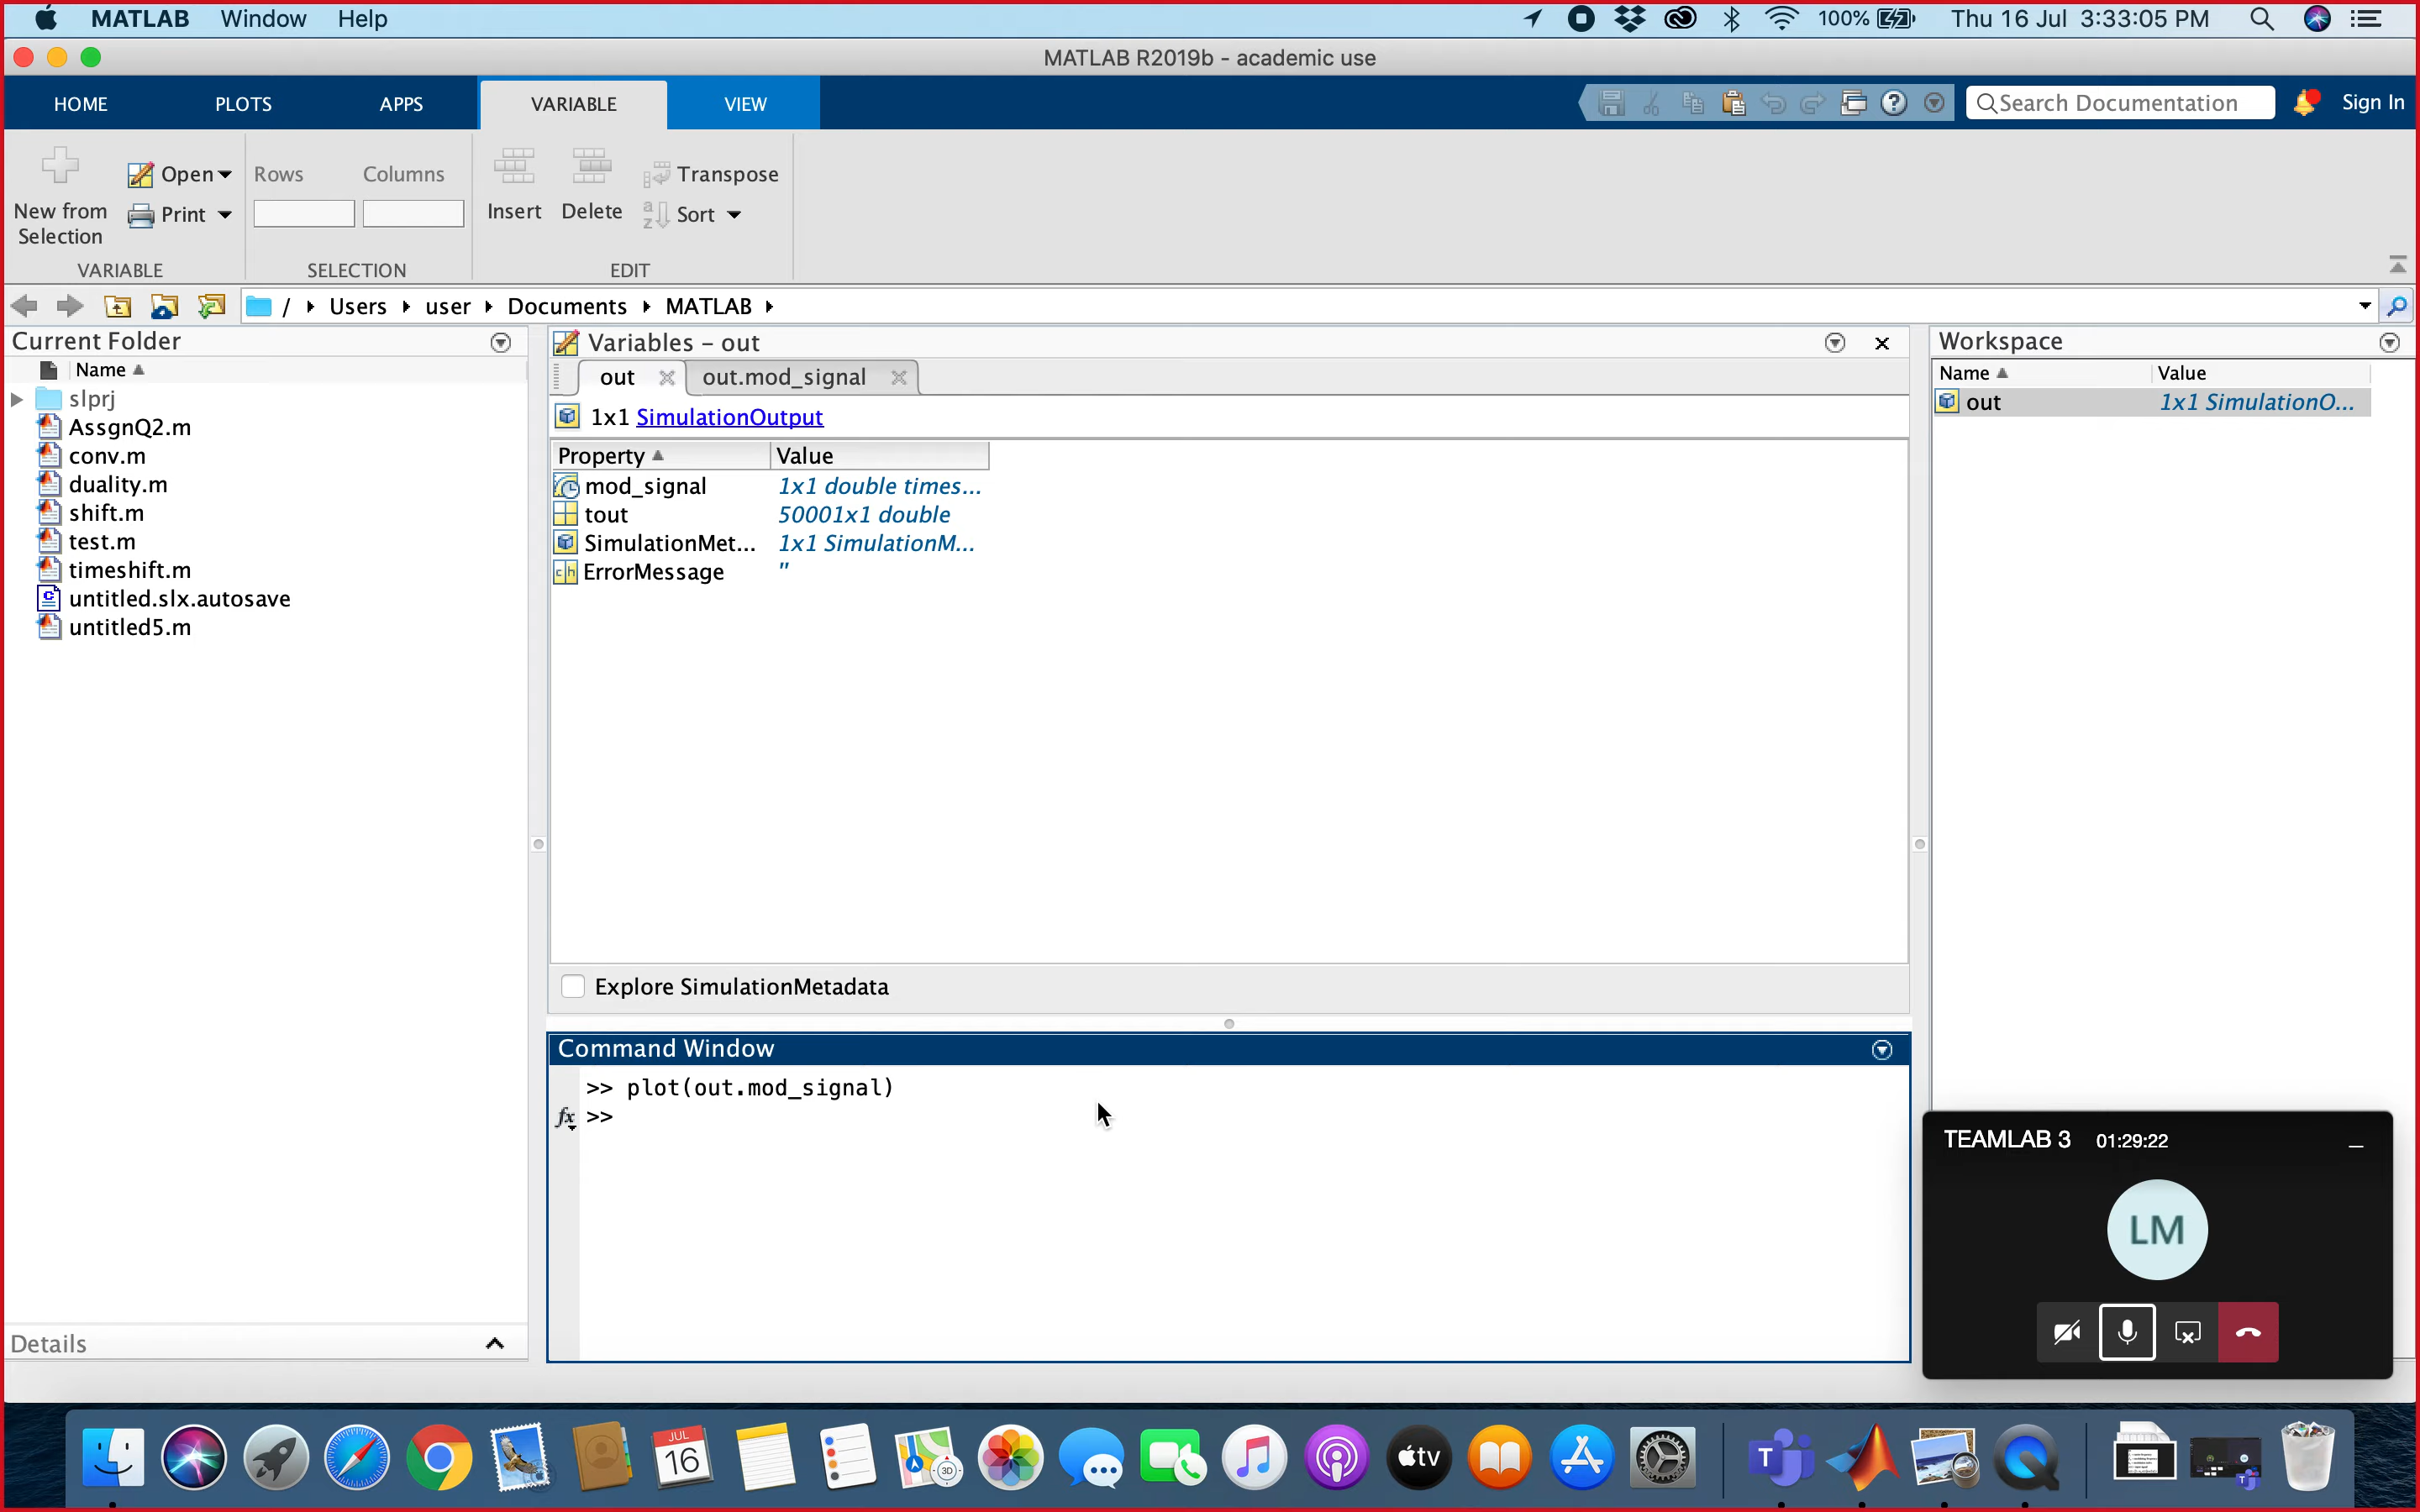 MATLAB Window Help 100% Thu 16 Jul 3:33:05 PM
MATLAB R2019b - academic use
HOME PLOTS APPS VARIABLE VIEW Search Documentation Sign In
New from Selection Open Print Rows Columns Insert Delete Transpose Sort
VARIABLE SELECTION EDIT
/ Users user Documents MATLAB
Current Folder
Name
slprj
AssgnQ2.m
conv.m
duality.m
shift.m
test.m
timeshift.m
untitled.slx.autosave
untitled5.m
Details
Variables – out
out out.mod_signal
1x1 SimulationOutput
Property Value
mod_signal 1x1 double times...
tout 50001x1 double
SimulationMet... 1x1 SimulationM...
ch ErrorMessage ''
Explore SimulationMetadata
Command Window
>> plot(out.mod_signal)
fx >>
Workspace
Name Value
out 1x1 SimulationO...
TEAMLAB 3 01:29:22
LM
JUL
16
3D
tv
T